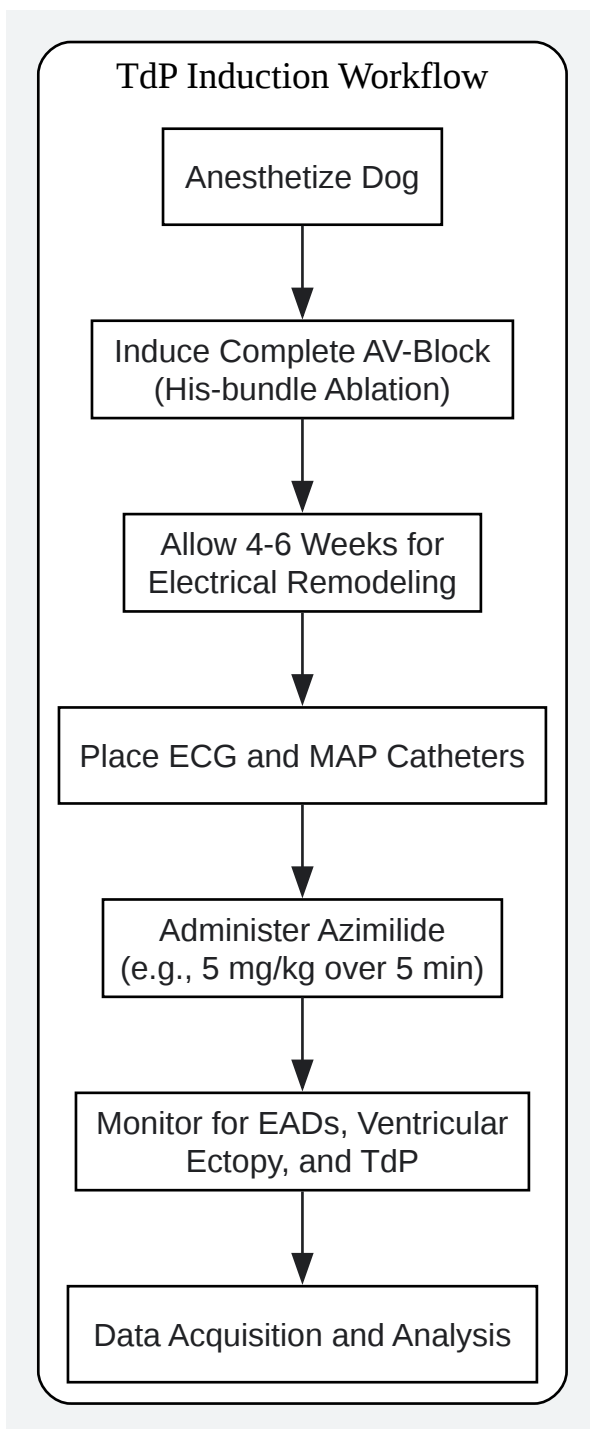 TdP Induction Workflow
Anesthetize Dog
Induce Complete AV-Block
(His-bundle Ablation)
Allow 4-6 Weeks for
Electrical Remodeling
Place ECG and MAP Catheters
Administer Azimilide
(e.g., 5 mg/kg over 5 min)
Monitor for EADs, Ventricular
Ectopy, and TdP
Data Acquisition and Analysis